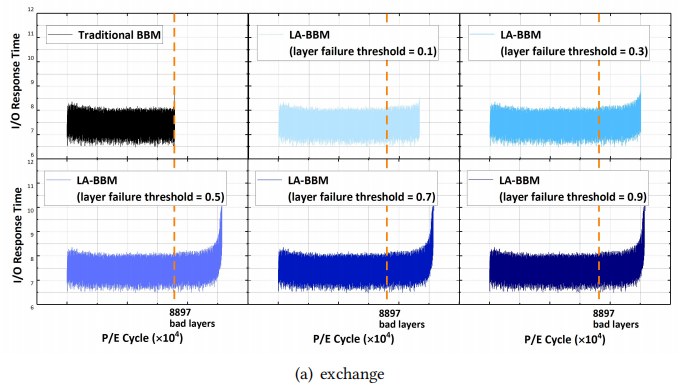 12
11
10
9
8
7
6
I/O Response Time
Traditional BBM
LA-BBM
(layer failure threshold = 0.1)
LA-BBM
(layer failure threshold = 0.3)
12
11
10
9
8
7
6
I/O Response Time
LA-BBM
(layer failure threshold = 0.5)
LA-BBM
(layer failure threshold = 0.7)
LA-BBM
(layer failure threshold = 0.9)
8897
bad layers
P/E Cycle (×10⁴)
8897
bad layers
P/E Cycle (×10⁴)
8897
bad layers
P/E Cycle (×10⁴)
(a) exchange